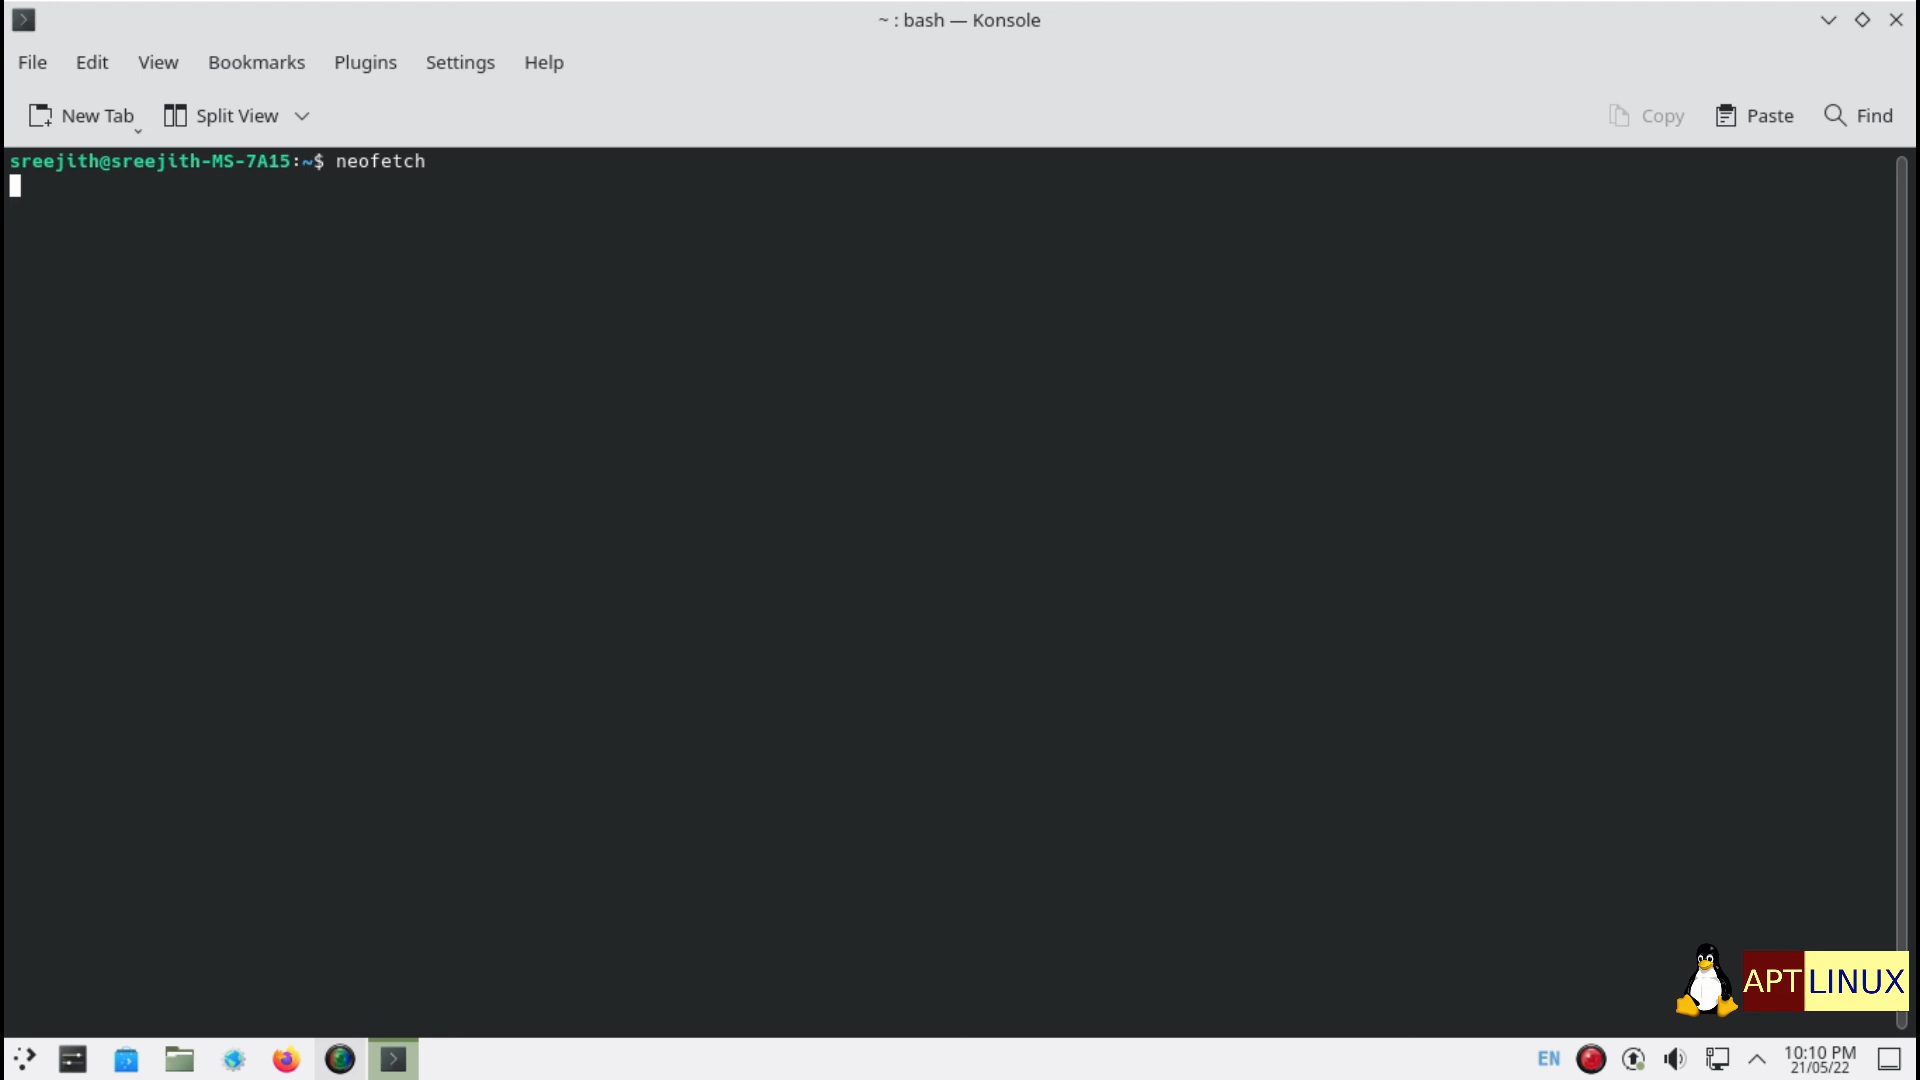 ~ : bash — Konsole
File Edit View Bookmarks Plugins Settings Help
New Tab Split View Copy Paste Find
sreejith@sreejith-MS-7A15:~$ neofetch
APT LINUX
EN 10:10 PM
21/05/22